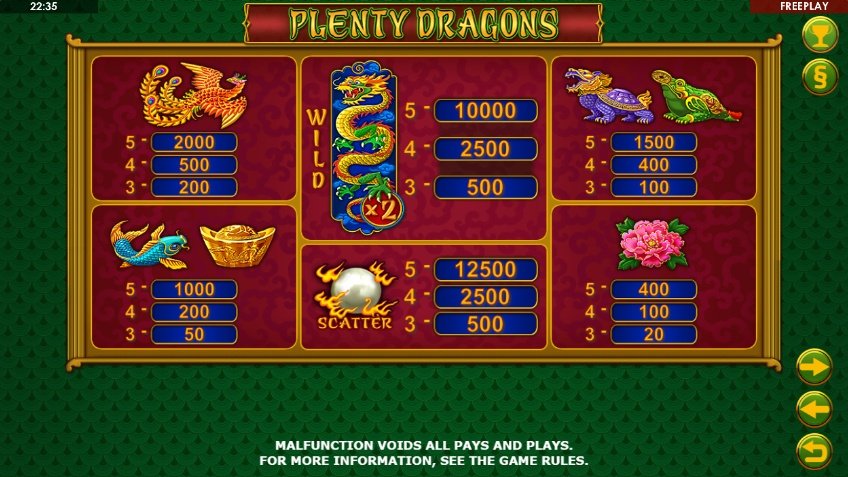 22:35
FREEPLAY
PLENTY DRAGONS
§
5 - 2000
4 - 500
3 - 200
WILD
x2
5 - 10000
4 - 2500
3 - 500
5 - 1500
4 - 400
3 - 100
5 - 1000
4 - 200
3 - 50
SCATTER
5 - 12500
4 - 2500
3 - 500
5 - 400
4 - 100
3 - 20
MALFUNCTION VOIDS ALL PAYS AND PLAYS.
FOR MORE INFORMATION, SEE THE GAME RULES.